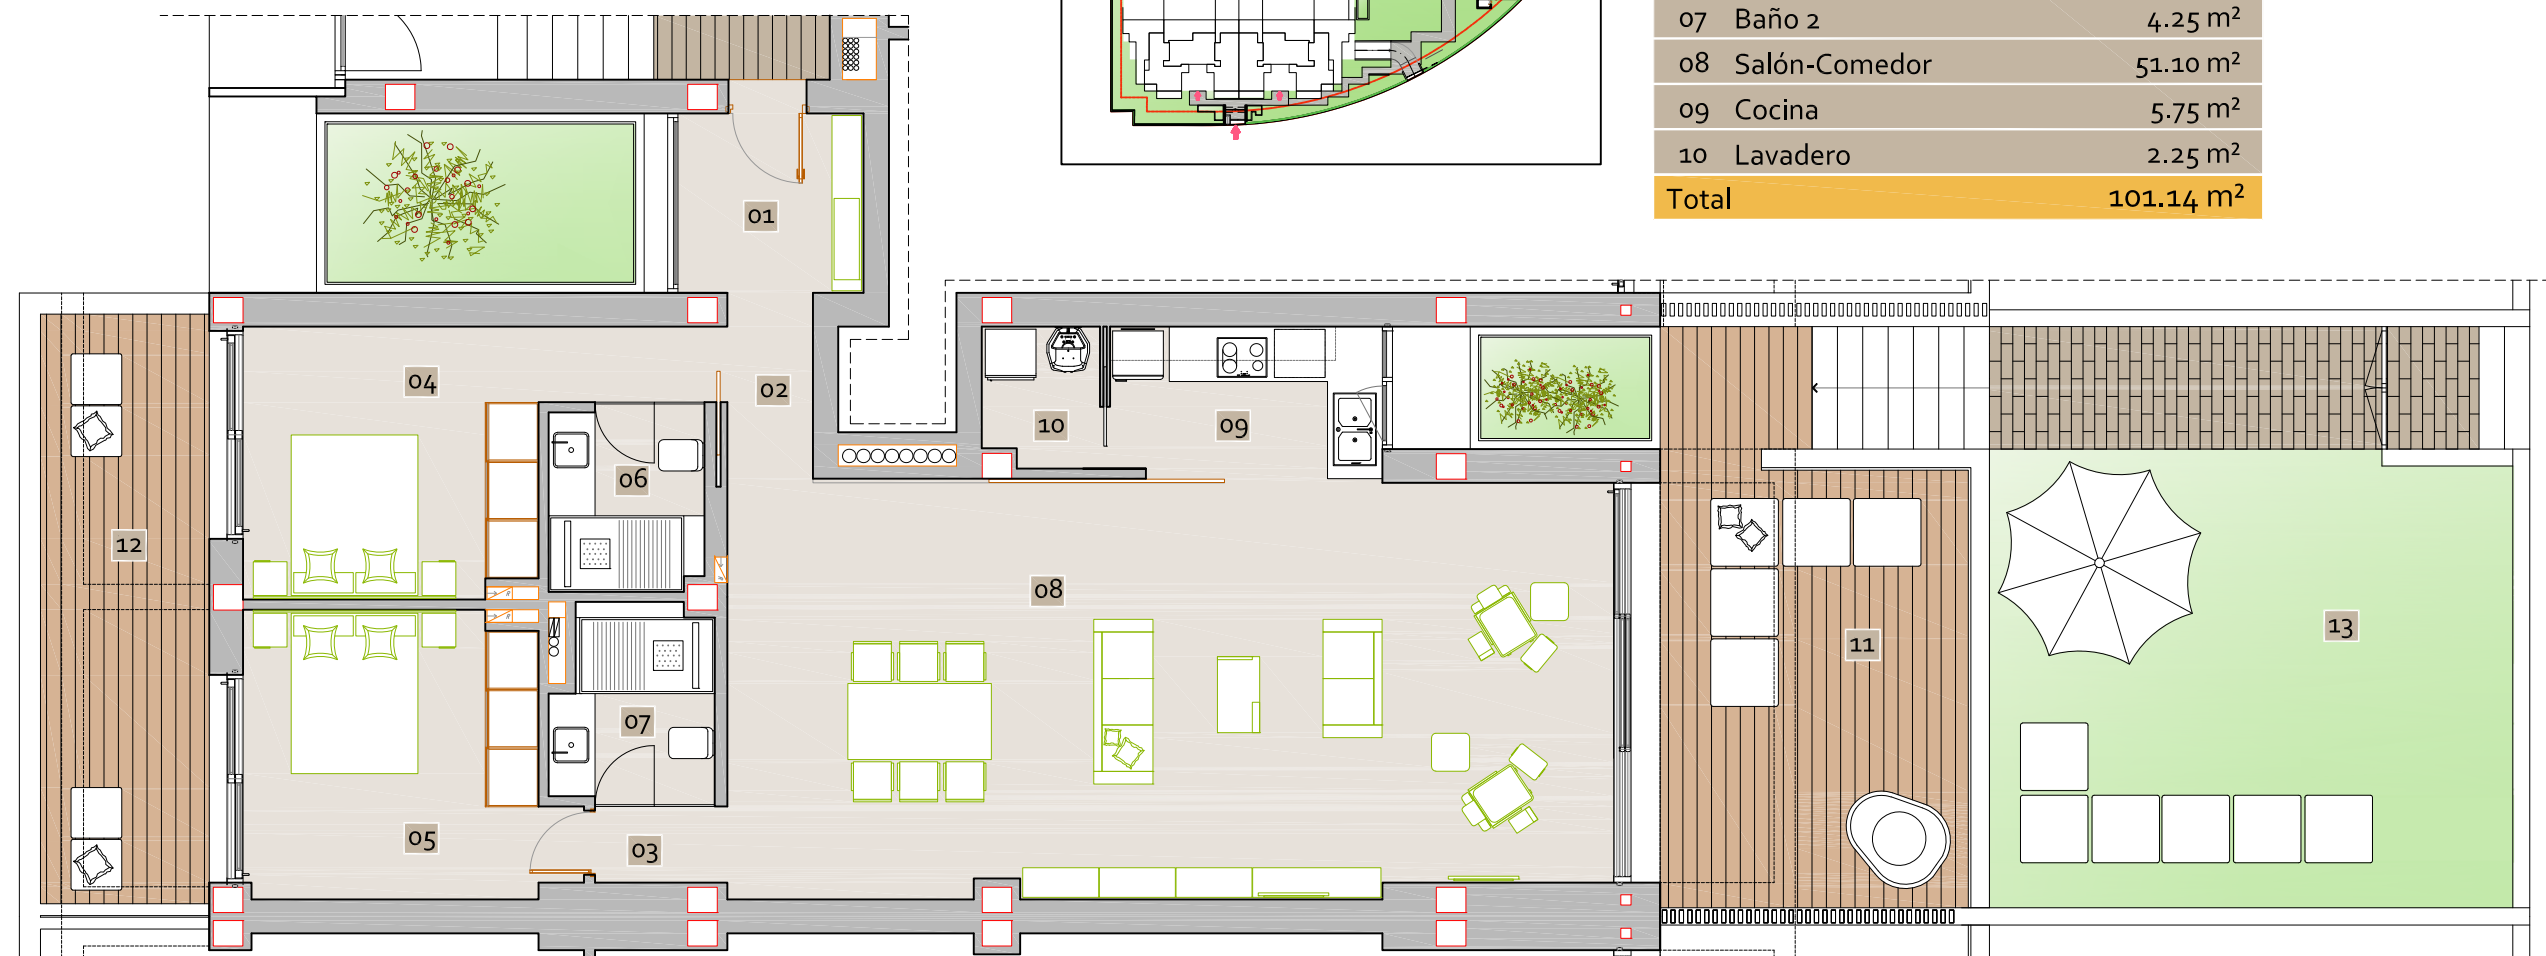 07 Baño 2 4.25 m²
08 Salón-Comedor 51.10 m²
09 Cocina 5.75 m²
10 Lavadero 2.25 m²
Total 101.14 m²
01
04
02
10
09
06
12
08
13
11
07
05
03